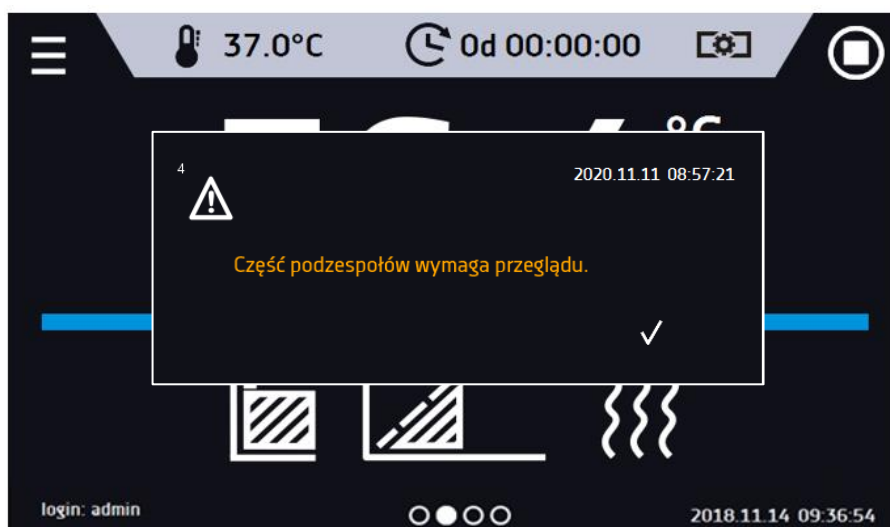 37.0°C 0d 00:00:00
°C
4
2020.11.11 08:57:21
Część podzespołów wymaga przeglądu.
login: admin
2018.11.14 09:36:54